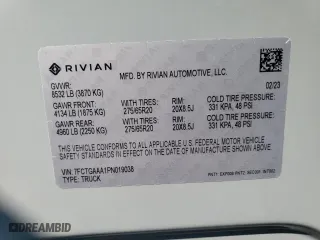 RIVIAN
MFD. BY RIVIAN AUTOMOTIVE, LLC.
02/23
GVWR:
8532 LB (3870 KG)
GAWR FRONT: WITH TIRES: RIM: COLD TIRE PRESSURE:
4134 LB (1875 KG) 275/65R20 20X8.5J 331 KPA, 48 PSI
GAWR REAR: WITH TIRES: RIM: COLD TIRE PRESSURE:
4960 LB (2250 KG) 275/65R20 20X8.5J 331 KPA, 48 PSI
THIS VEHICLE CONFORMS TO ALL APPLICABLE U.S. FEDERAL MOTOR VEHICLE
SAFETY AND THEFT PREVENTION STANDARDS IN EFFECT ON THE DATE OF
MANUFACTURE SHOWN ABOVE.
VIN: 7FCTGAAA1PN019038
TYPE: TRUCK
DREAMBID